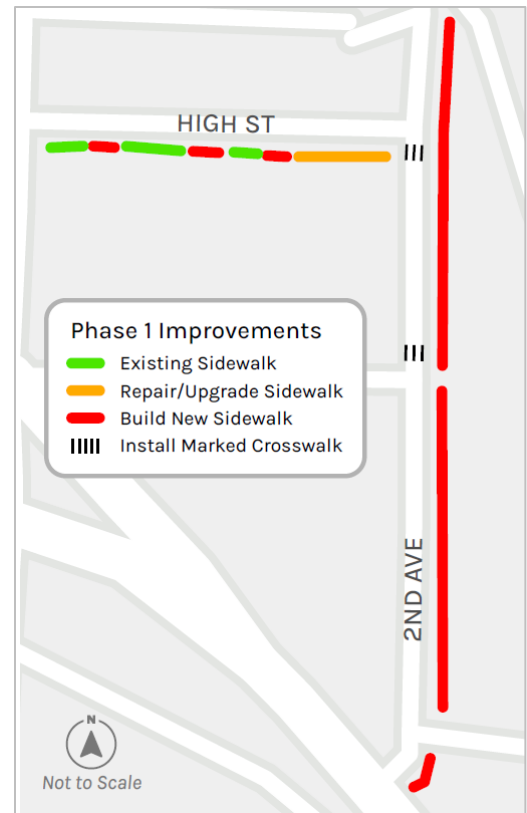 HIGH ST
Phase 1 Improvements
Existing Sidewalk
Repair/Upgrade Sidewalk
Build New Sidewalk
Install Marked Crosswalk
2ND AVE
N
Not to Scale